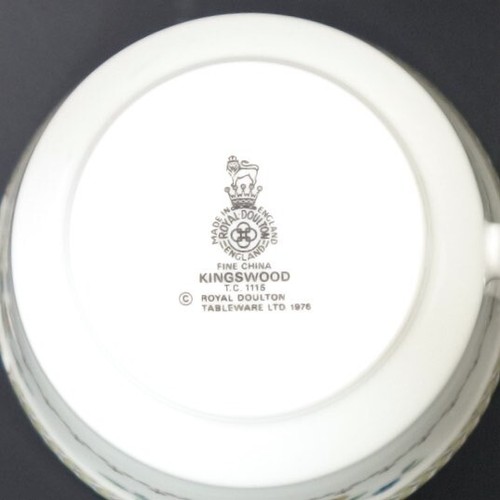 MADE IN ENGLAND
ROYAL DOULTON
ENGLAND
FINE CHINA
KINGSWOOD
T.C. 1115
© ROYAL DOULTON
TABLEWARE LTD 1976